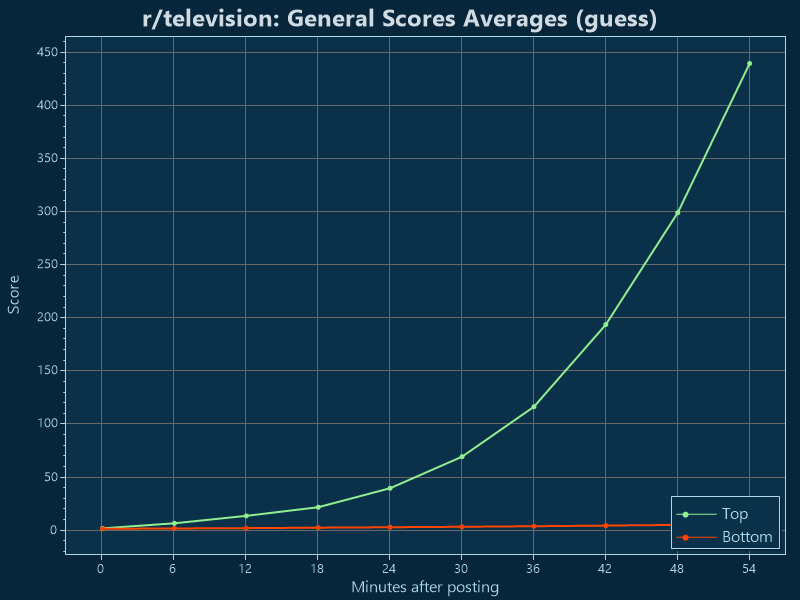 r/television: General Scores Averages (guess)
450
400
350
300
250
200
150
100
50
0
Score
0 6 12 18 24 30 36 42 48 54
Minutes after posting
Top
Bottom